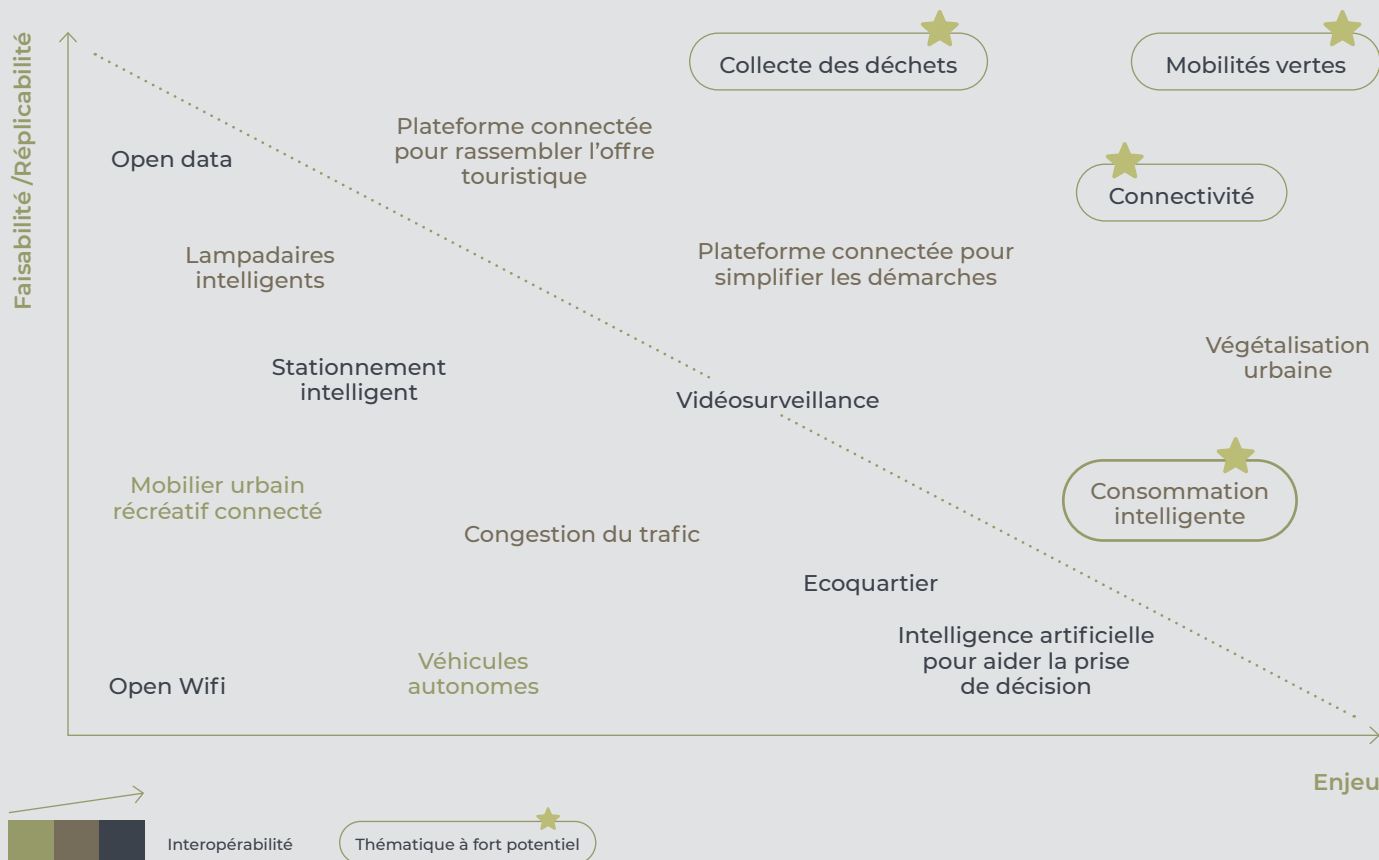 Faisabilité /Réplicabilité
Collecte des déchets
Mobilités vertes
Plateforme connectée
pour rassembler l’offre
touristique
Open data
Connectivité
Lampadaires
intelligents
Plateforme connectée pour
simplifier les démarches
Végétalisation
urbaine
Stationnement
intelligent
Vidéosurveillance
Mobilier urbain
récréatif connecté
Consommation
intelligente
Congestion du trafic
Ecoquartier
Intelligence artificielle
pour aider la prise
de décision
Véhicules
autonomes
Open Wifi
Enjeu
Interopérabilité
Thématique à fort potentiel